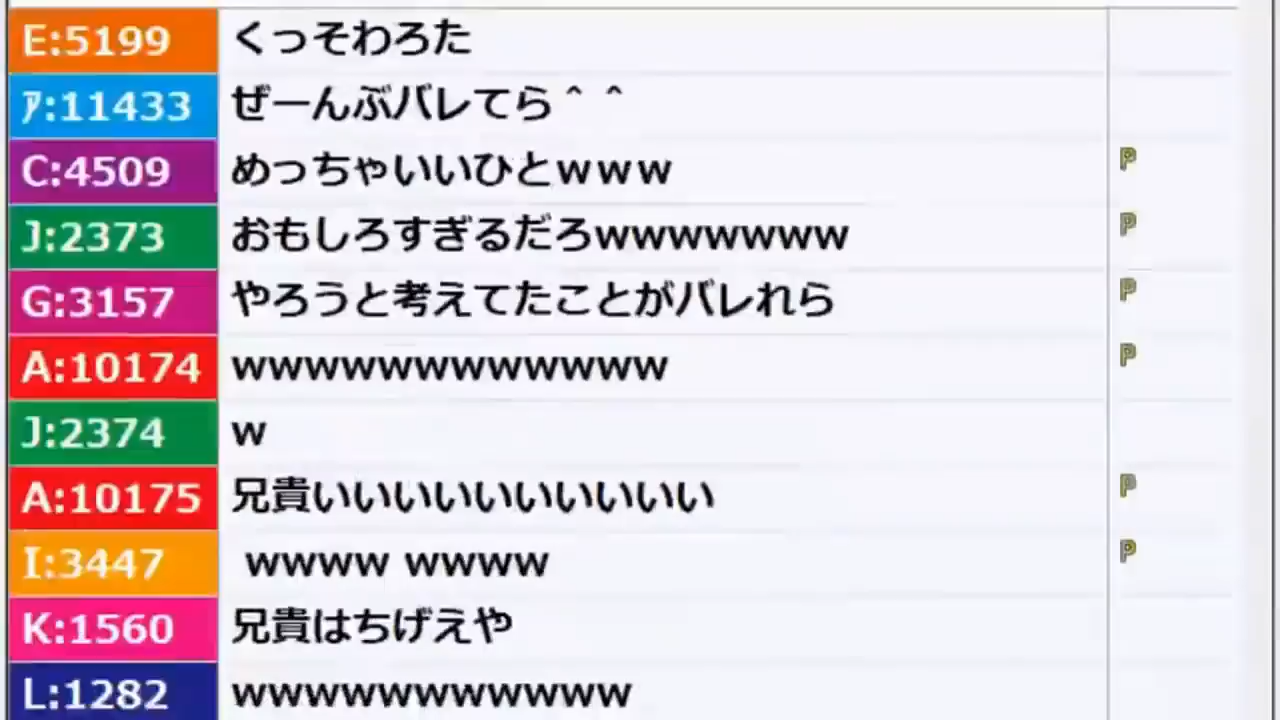 E:5199 くっそわろた
ｱ:11433 ぜーんぶバレてら＾＾
C:4509 めっちゃいいひとｗｗｗ P
J:2373 おもしろすぎるだろwwwwwwww P
G:3157 やろうと考えてたことがバレれら P
A:10174 wwwwwwwwwwwwww P
J:2374 w
A:10175 兄貴いいいいいいいいいい P
I:3447 wwww wwww P
K:1560 兄貴はちげえや
L:1282 wwwwwwwwwwww